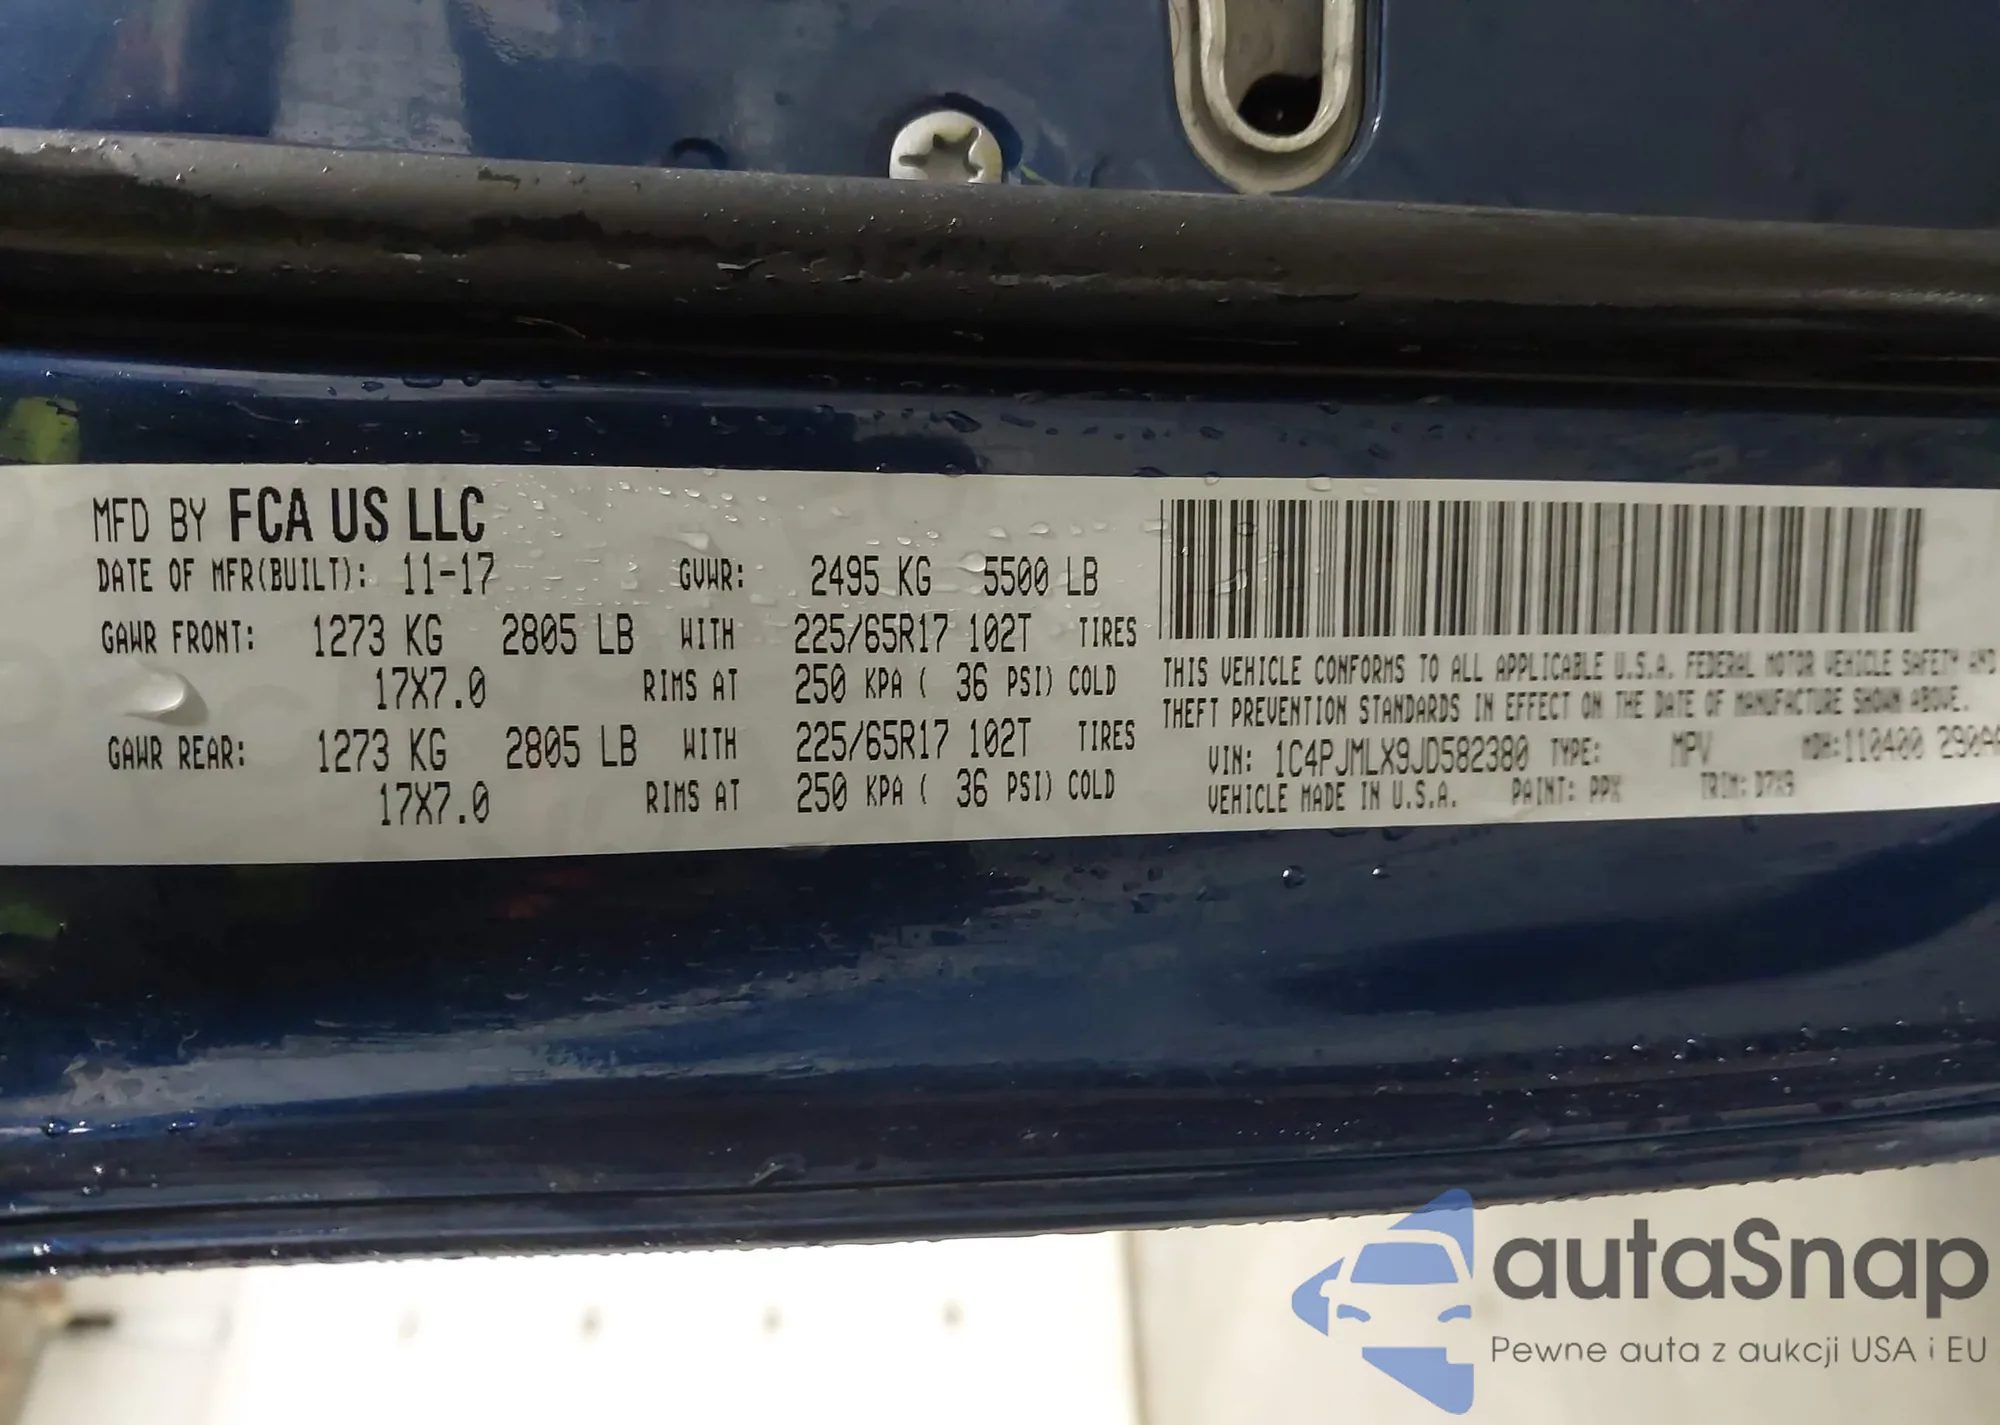 MFD BY FCA US LLC
DATE OF MFR(BUILT): 11-17 GVWR: 2495 KG 5500 LB
GAWR FRONT: 1273 KG 2805 LB WITH 225/65R17 102T TIRES
17X7.0 RIMS AT 250 KPA ( 36 PSI) COLD
GAWR REAR: 1273 KG 2805 LB WITH 225/65R17 102T TIRES
17X7.0 RIMS AT 250 KPA ( 36 PSI) COLD
THIS VEHICLE CONFORMS TO ALL APPLICABLE U.S.A. FEDERAL MOTOR VEHICLE SAFETY AND
THEFT PREVENTION STANDARDS IN EFFECT ON THE DATE OF MANUFACTURE SHOWN ABOVE.
VIN: 1C4PJMLX9JD582380 TYPE: MPV MDH:110400
VEHICLE MADE IN U.S.A. PAINT: PPX TRIM: D7X9
autaSnap
Pewne auta z aukcji USA i EU